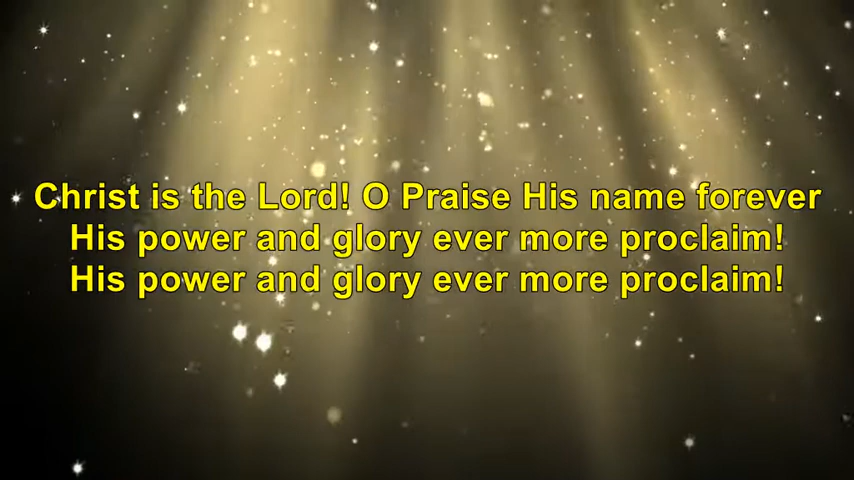 Christ is the Lord! O Praise His name forever
His power and glory ever more proclaim!
His power and glory ever more proclaim!